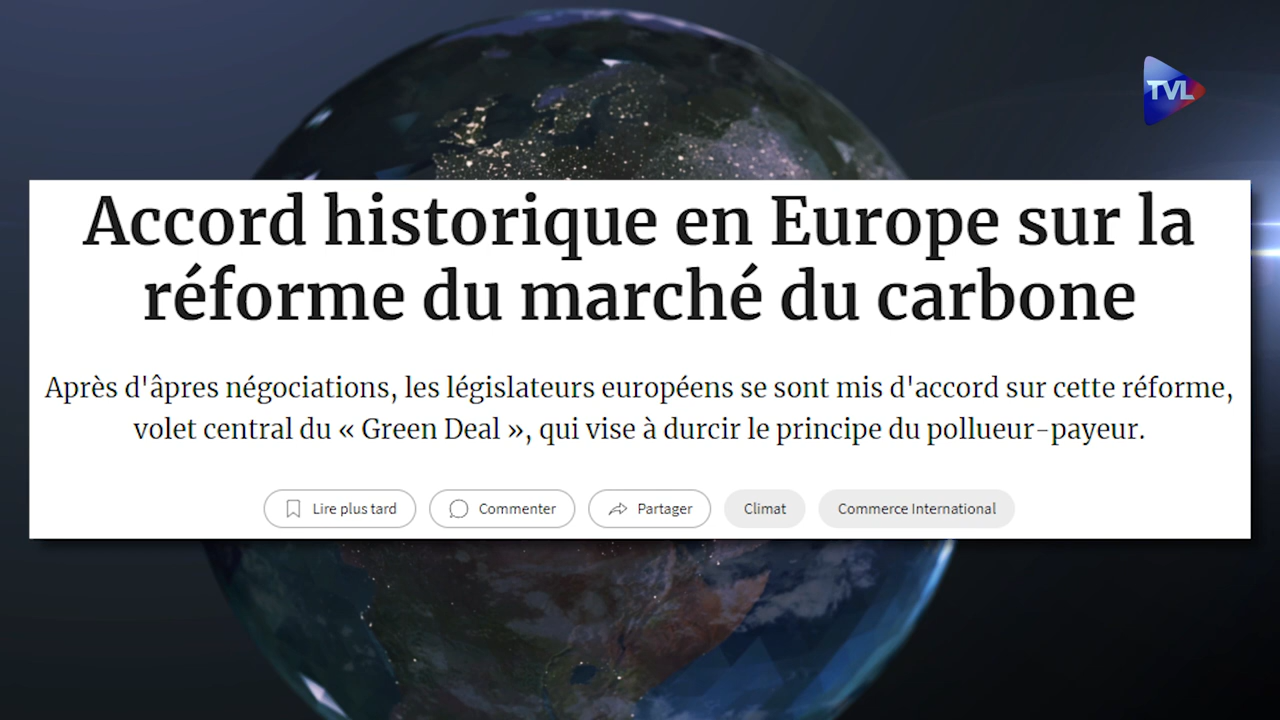 TVL
Accord historique en Europe sur la
réforme du marché du carbone
Après d'âpres négociations, les législateurs européens se sont mis d'accord sur cette réforme,
volet central du « Green Deal », qui vise à durcir le principe du pollueur-payeur.
Lire plus tard Commenter Partager Climat Commerce International